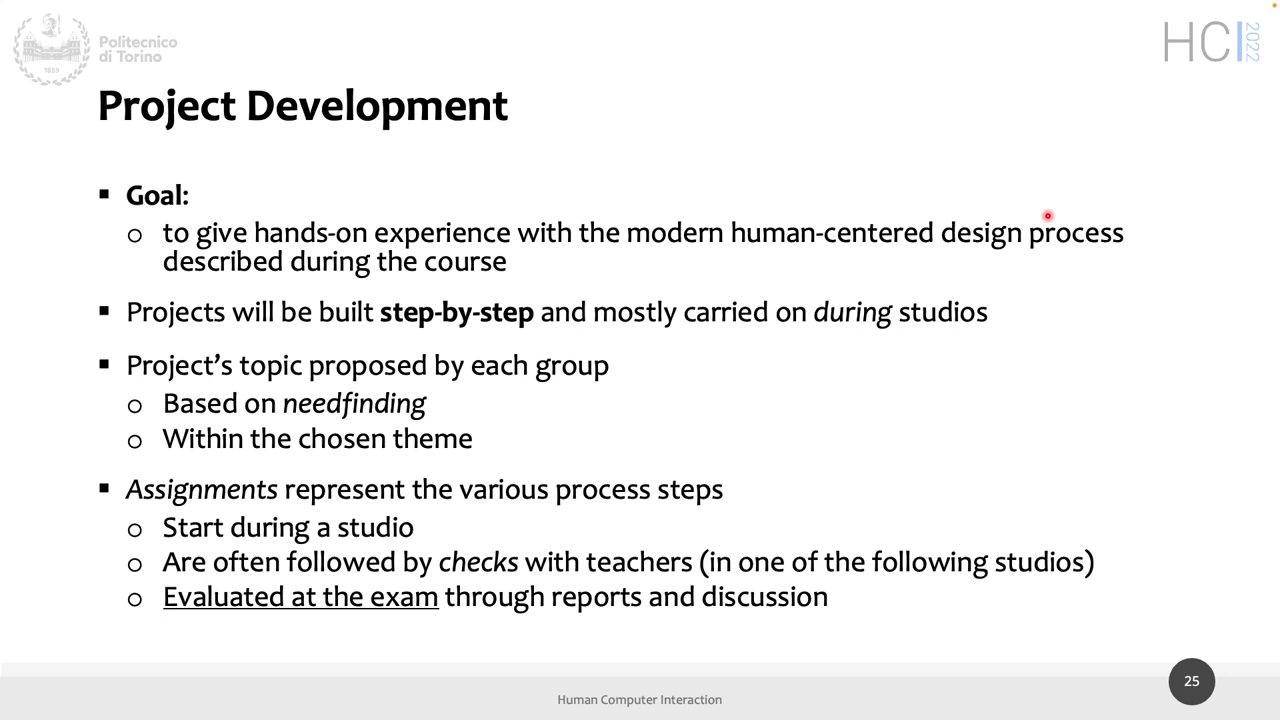 Politecnico
di Torino
1859
HCI 2022
Project Development
▪ Goal:
o to give hands-on experience with the modern human-centered design process
described during the course
▪ Projects will be built step-by-step and mostly carried on during studios
▪ Project’s topic proposed by each group
o Based on needfinding
o Within the chosen theme
▪ Assignments represent the various process steps
o Start during a studio
o Are often followed by checks with teachers (in one of the following studios)
o Evaluated at the exam through reports and discussion
Human Computer Interaction
25